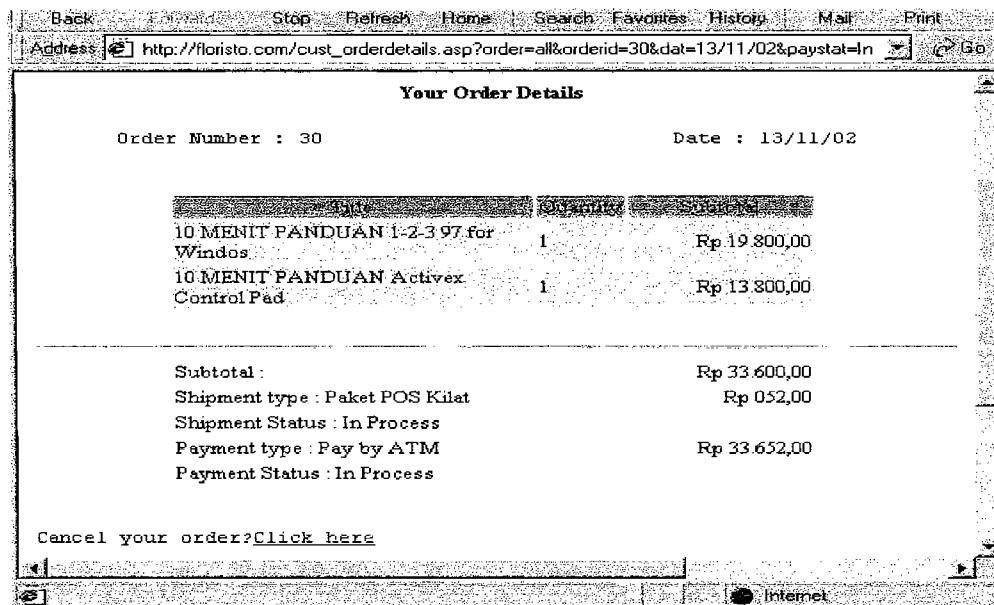 Back Forward Stop Refresh Home Search Favorites History Mail Print
Address http://floristo.com/cust_orderdetails.asp?order=all&orderid=30&dat=13/11/02&paystat=In Go
Your Order Details
Order Number : 30 Date : 13/11/02
Title Quantity Subtotal
10 MENIT PANDUAN 1-2-3 97 for 1 Rp 19.800,00
Windos
10 MENIT PANDUAN Activex 1 Rp 13.800,00
Control Pad
Subtotal : Rp 33.600,00
Shipment type : Paket POS Kilat Rp 052,00
Shipment Status : In Process
Payment type : Pay by ATM Rp 33.652,00
Payment Status : In Process
Cancel your order?Click here
Internet